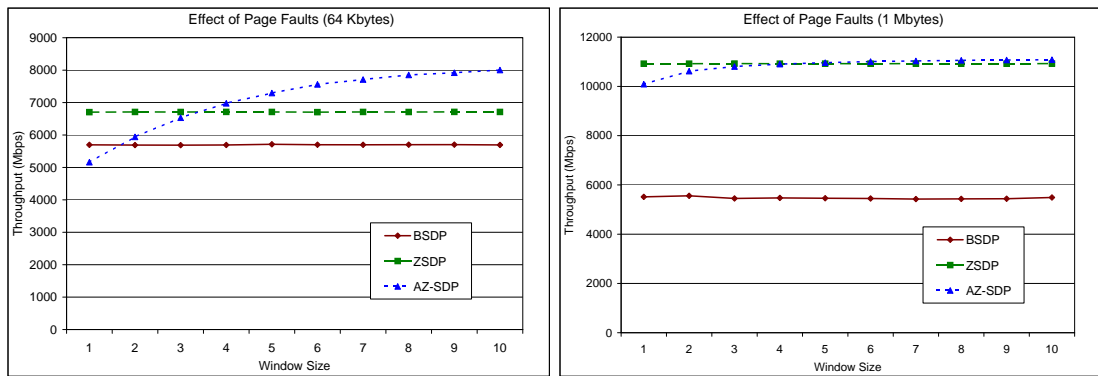 Effect of Page Faults (64 Kbytes)
9000
8000
7000
6000
5000
4000
3000
2000
1000
0
Throughput (Mbps)
BSDP
ZSDP
AZ-SDP
1 2 3 4 5 6 7 8 9 10
Window Size
Effect of Page Faults (1 Mbytes)
12000
10000
8000
6000
4000
2000
0
Throughput (Mbps)
BSDP
ZSDP
AZ-SDP
1 2 3 4 5 6 7 8 9 10
Window Size